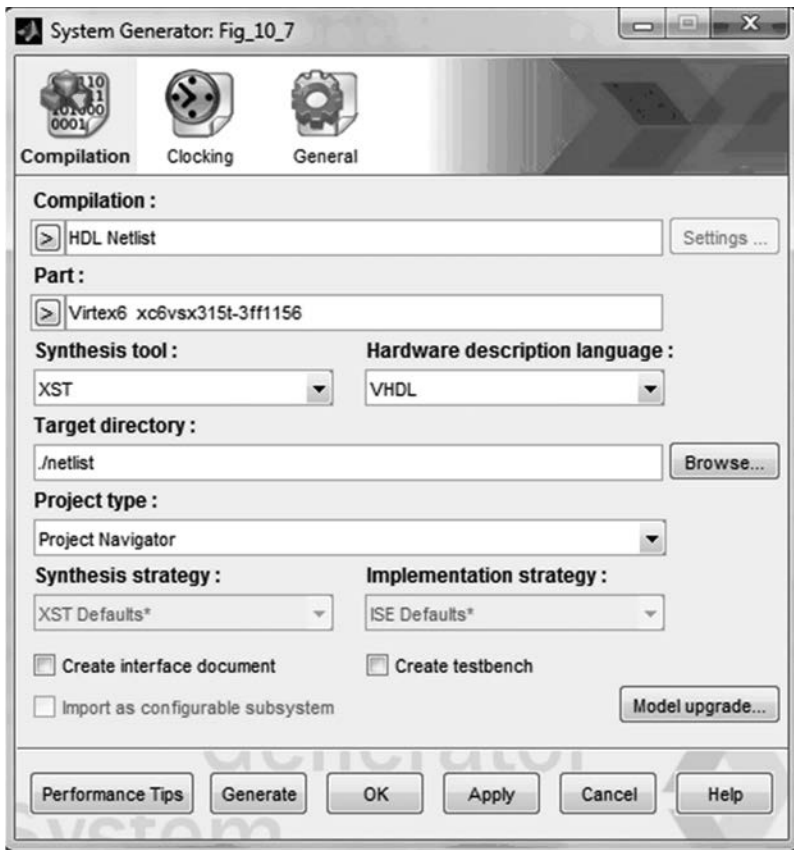 System Generator: Fig_10_7
Compilation Clocking General
Compilation :
> HDL Netlist Settings ...
Part :
> Virtex6 xc6vsx315t-3ff1156
Synthesis tool : Hardware description language :
XST VHDL
Target directory :
./netlist Browse...
Project type :
Project Navigator
Synthesis strategy : Implementation strategy :
XST Defaults* ISE Defaults*
Create interface document Create testbench
Import as configurable subsystem Model upgrade...
Generator
Performance Tips Generate OK Apply Cancel Help
System